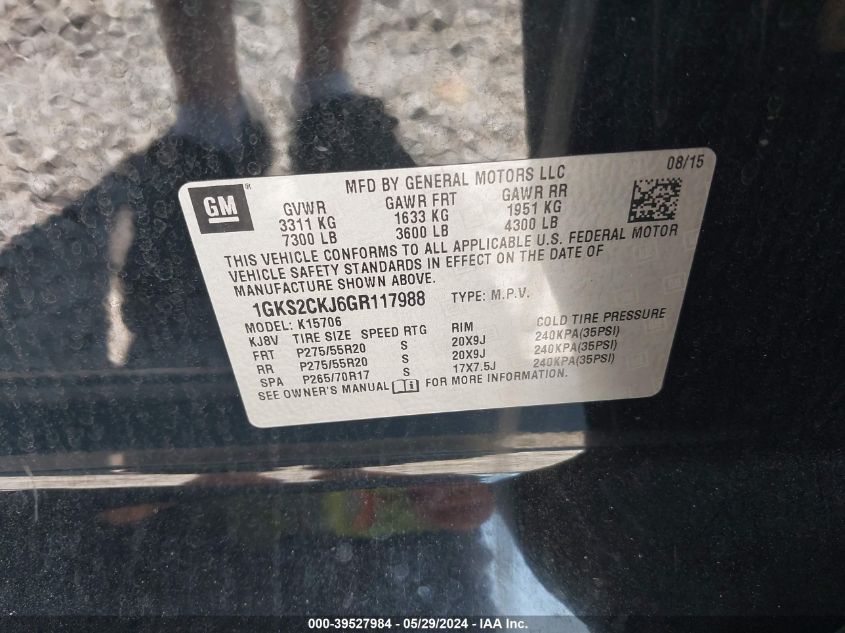 08/15
GM®
MFD BY GENERAL MOTORS LLC
GVWR GAWR FRT GAWR RR
3311 KG 1633 KG 1951 KG
7300 LB 3600 LB 4300 LB
THIS VEHICLE CONFORMS TO ALL APPLICABLE U.S. FEDERAL MOTOR
VEHICLE SAFETY STANDARDS IN EFFECT ON THE DATE OF
MANUFACTURE SHOWN ABOVE.
1GKS2CKJ6GR117988 TYPE: M.P.V.
MODEL: K15706
KJ8V TIRE SIZE SPEED RTG RIM COLD TIRE PRESSURE
FRT P275/55R20 S 20X9J 240KPA(35PSI)
RR P275/55R20 S 20X9J 240KPA(35PSI)
SPA P265/70R17 S 17X7.5J 240KPA(35PSI)
SEE OWNER'S MANUAL i FOR MORE INFORMATION.
000-39527984 - 05/29/2024 - IAA Inc.